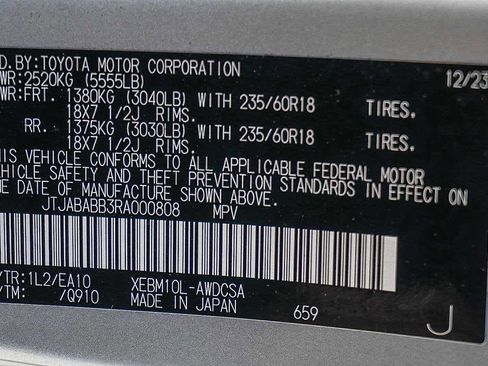 D.BY:TOYOTA MOTOR CORPORATION 12/23
WR:2520KG (5555LB)
WR:FRT. 1380KG (3040LB) WITH 235/60R18 TIRES.
18X7 1/2J RIMS.
RR. 1375KG (3030LB) WITH 235/60R18 TIRES.
18X7 1/2J RIMS.
HIS VEHICLE CONFORMS TO ALL APPLICABLE FEDERAL MOTOR
EHICLE SAFETY AND THEFT PREVENTION STANDARDS IN EFFECT ON
HE DATE OF MANUFACTURE SHOWN ABOVE.
JTJABABB3RA000808 MPV
/TR:1L2/EA10 XEBM10L-AWDCSA
/TM: /Q910 MADE IN JAPAN 659 J